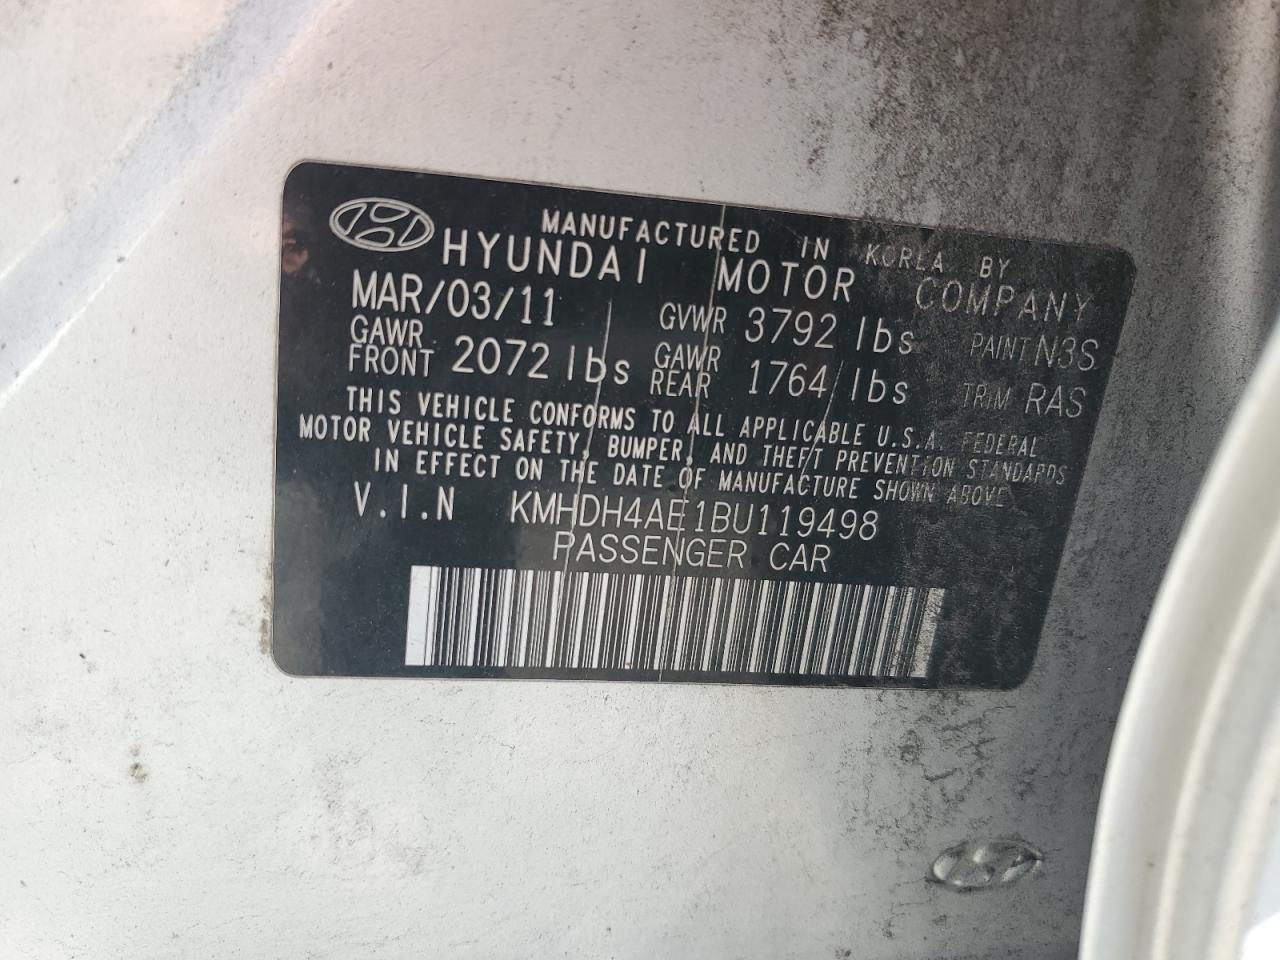 MANUFACTURED IN KORLA BY
HYUNDAI MOTOR COMPANY
MAR/03/11 GVWR 3792 lbs PAINT N3S
GAWR FRONT 2072 lbs GAWR REAR 1764 lbs TRIM RAS
THIS VEHICLE CONFORMS TO ALL APPLICABLE U.S.A. FEDERAL
MOTOR VEHICLE SAFETY, BUMPER, AND THEFT PREVENTION STANDARDS
IN EFFECT ON THE DATE OF MANUFACTURE SHOWN ABOVE
V.I.N KMHDH4AE1BU119498
PASSENGER CAR